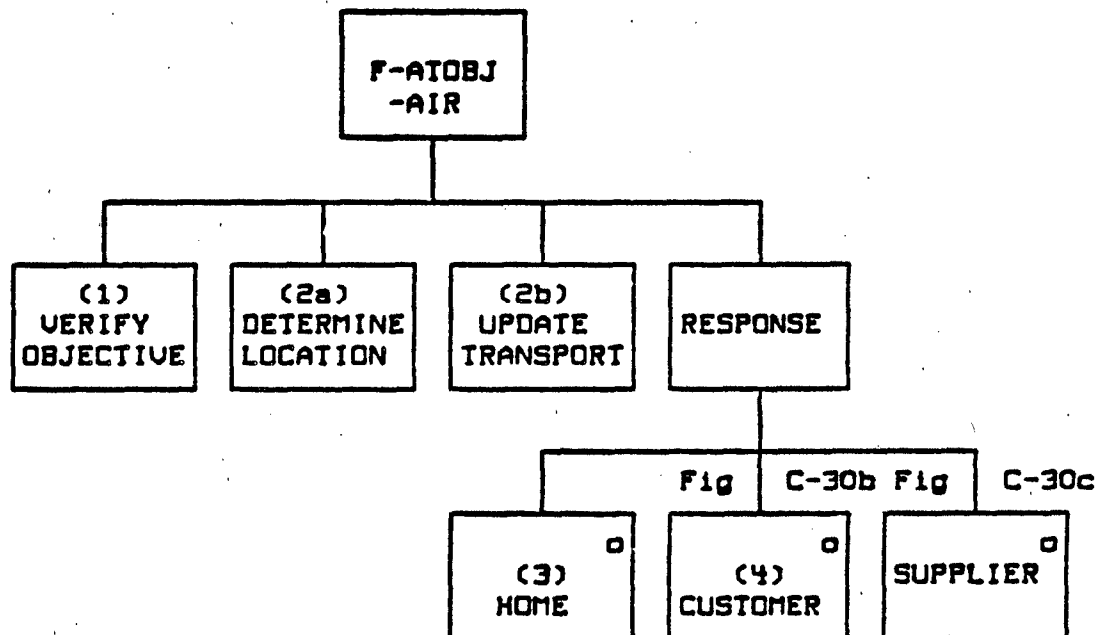 F-ATOBJ
-AIR
(1)
VERIFY
OBJECTIVE
(2a)
DETERMINE
LOCATION
(2b)
UPDATE
TRANSPORT
RESPONSE
Fig C-30b Fig C-30c
o
(3)
HOME
o
(4)
CUSTOMER
o
SUPPLIER